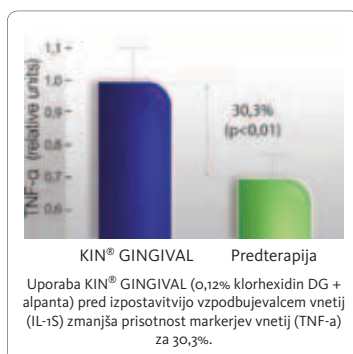 TNF-α (relative units)
1,1
1,0
0,9
0,8
0,7
0,6
30,3%
(p<0,01)
KIN® GINGIVAL Predterapija
Uporaba KIN® GINGIVAL (0,12% klorhexidin DG +
alpanta) pred izpostavitvijo vzpodbujevalcem vnetij
(IL-1S) zmanjša prisotnost markerjev vnetij (TNF-a)
za 30,3%.